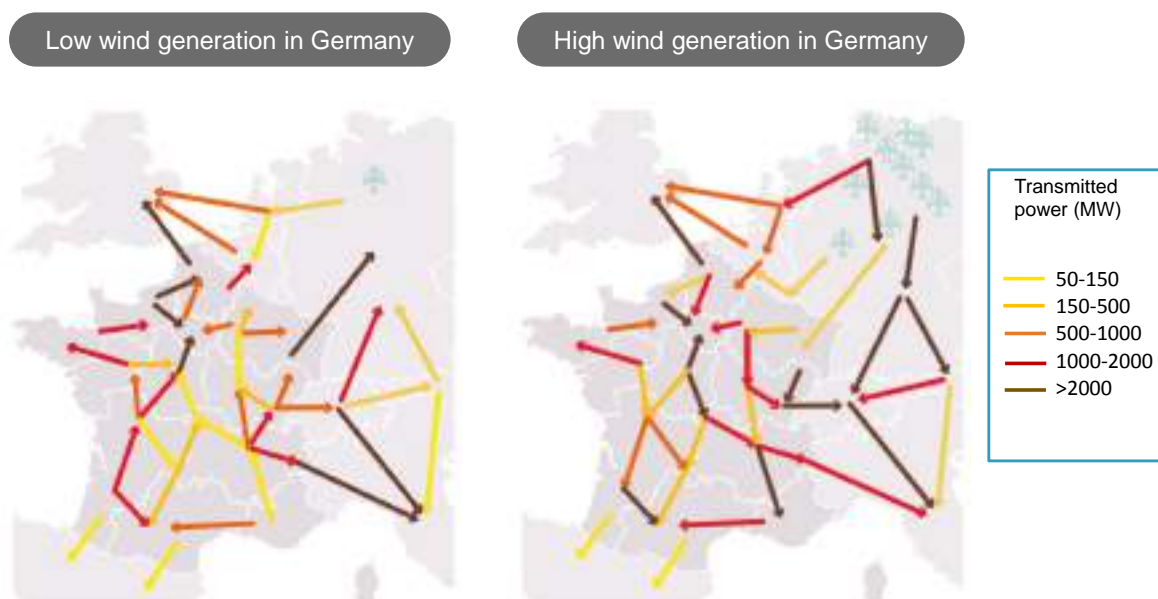 Low wind generation in Germany
High wind generation in Germany
Transmitted
power (MW)
50-150
150-500
500-1000
1000-2000
>2000